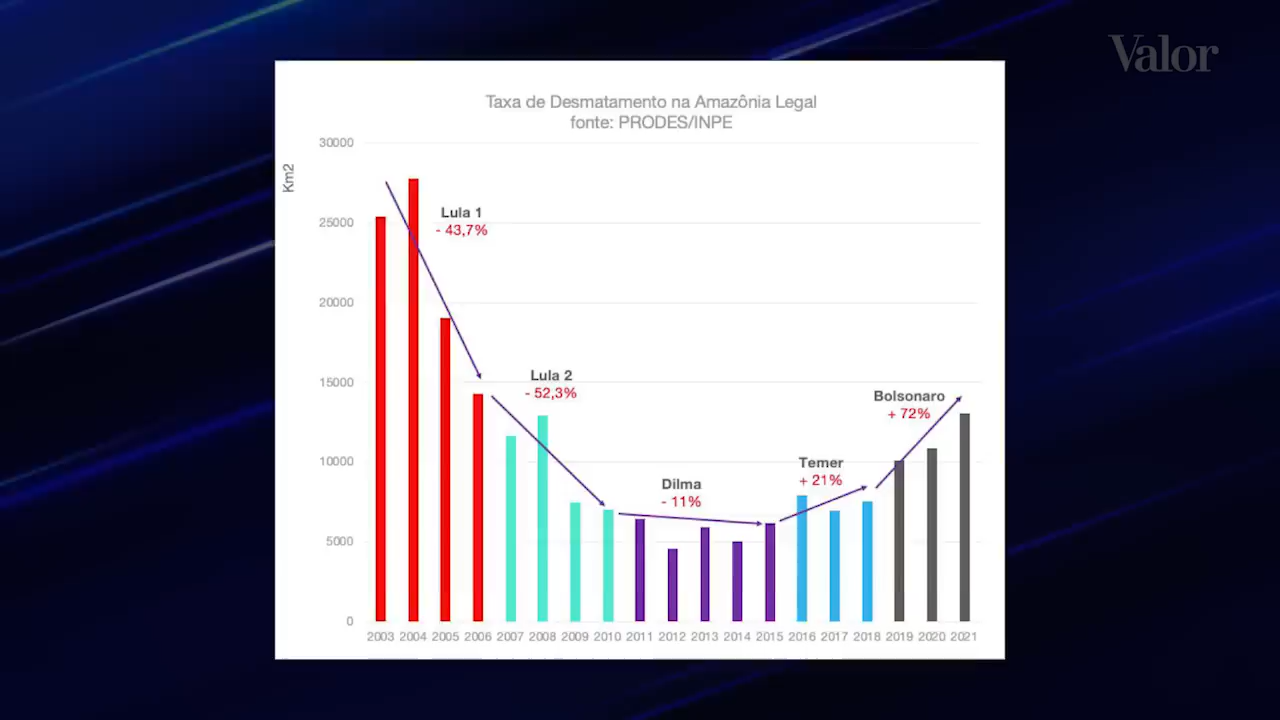 Valor
Taxa de Desmatamento na Amazônia Legal
fonte: PRODES/INPE
Km2
30000
25000
20000
15000
10000
5000
0
Lula 1
- 43,7%
Lula 2
- 52,3%
Dilma
- 11%
Temer
+ 21%
Bolsonaro
+ 72%
2003 2004 2005 2006 2007 2008 2009 2010 2011 2012 2013 2014 2015 2016 2017 2018 2019 2020 2021